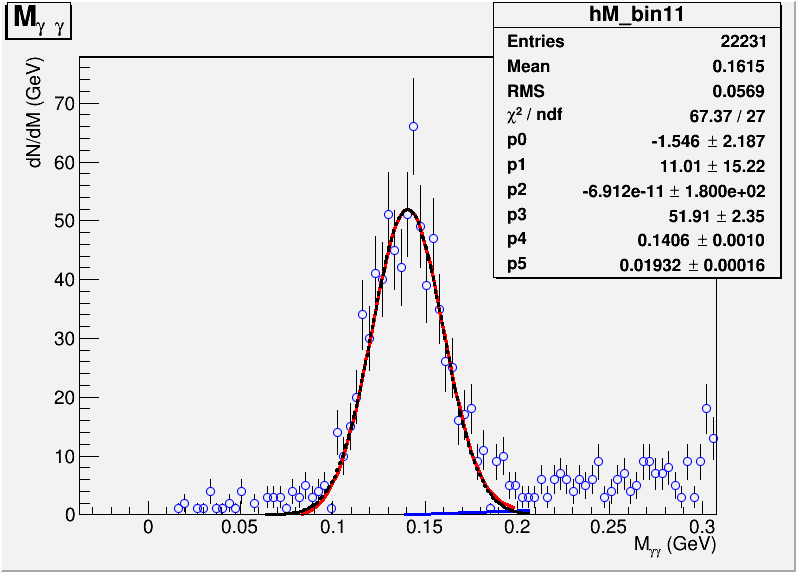 Mγ γ
hM_bin11
Entries 22231
Mean 0.1615
RMS 0.0569
χ² / ndf 67.37 / 27
p0 -1.546 ± 2.187
p1 11.01 ± 15.22
p2 -6.912e-11 ± 1.800e+02
p3 51.91 ± 2.35
p4 0.1406 ± 0.0010
p5 0.01932 ± 0.00016
dN/dM (GeV)
70
60
50
40
30
20
10
0
0 0.05 0.1 0.15 0.2 0.25 0.3
Mγγ (GeV)